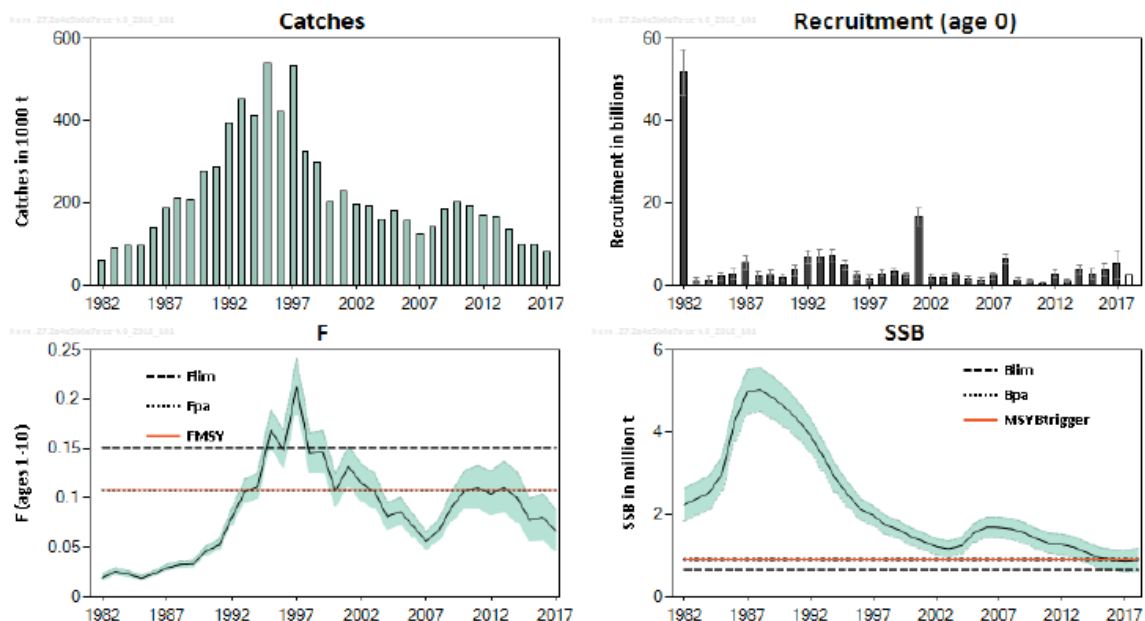 Catches
Catches in 1000 t
600
400
200
0
1982 1987 1992 1997 2002 2007 2012 2017
Recruitment (age 0)
Recruitment in billions
60
40
20
0
1982 1987 1992 1997 2002 2007 2012 2017
F
F (ages 1-10)
0.25
0.2
0.15
0.1
0.05
0
Flim
Fpa
FMSY
1982 1987 1992 1997 2002 2007 2012 2017
SSB
SSB in million t
6
4
2
0
Blim
Bpa
MSYBtrigger
1982 1987 1992 1997 2002 2007 2012 2017